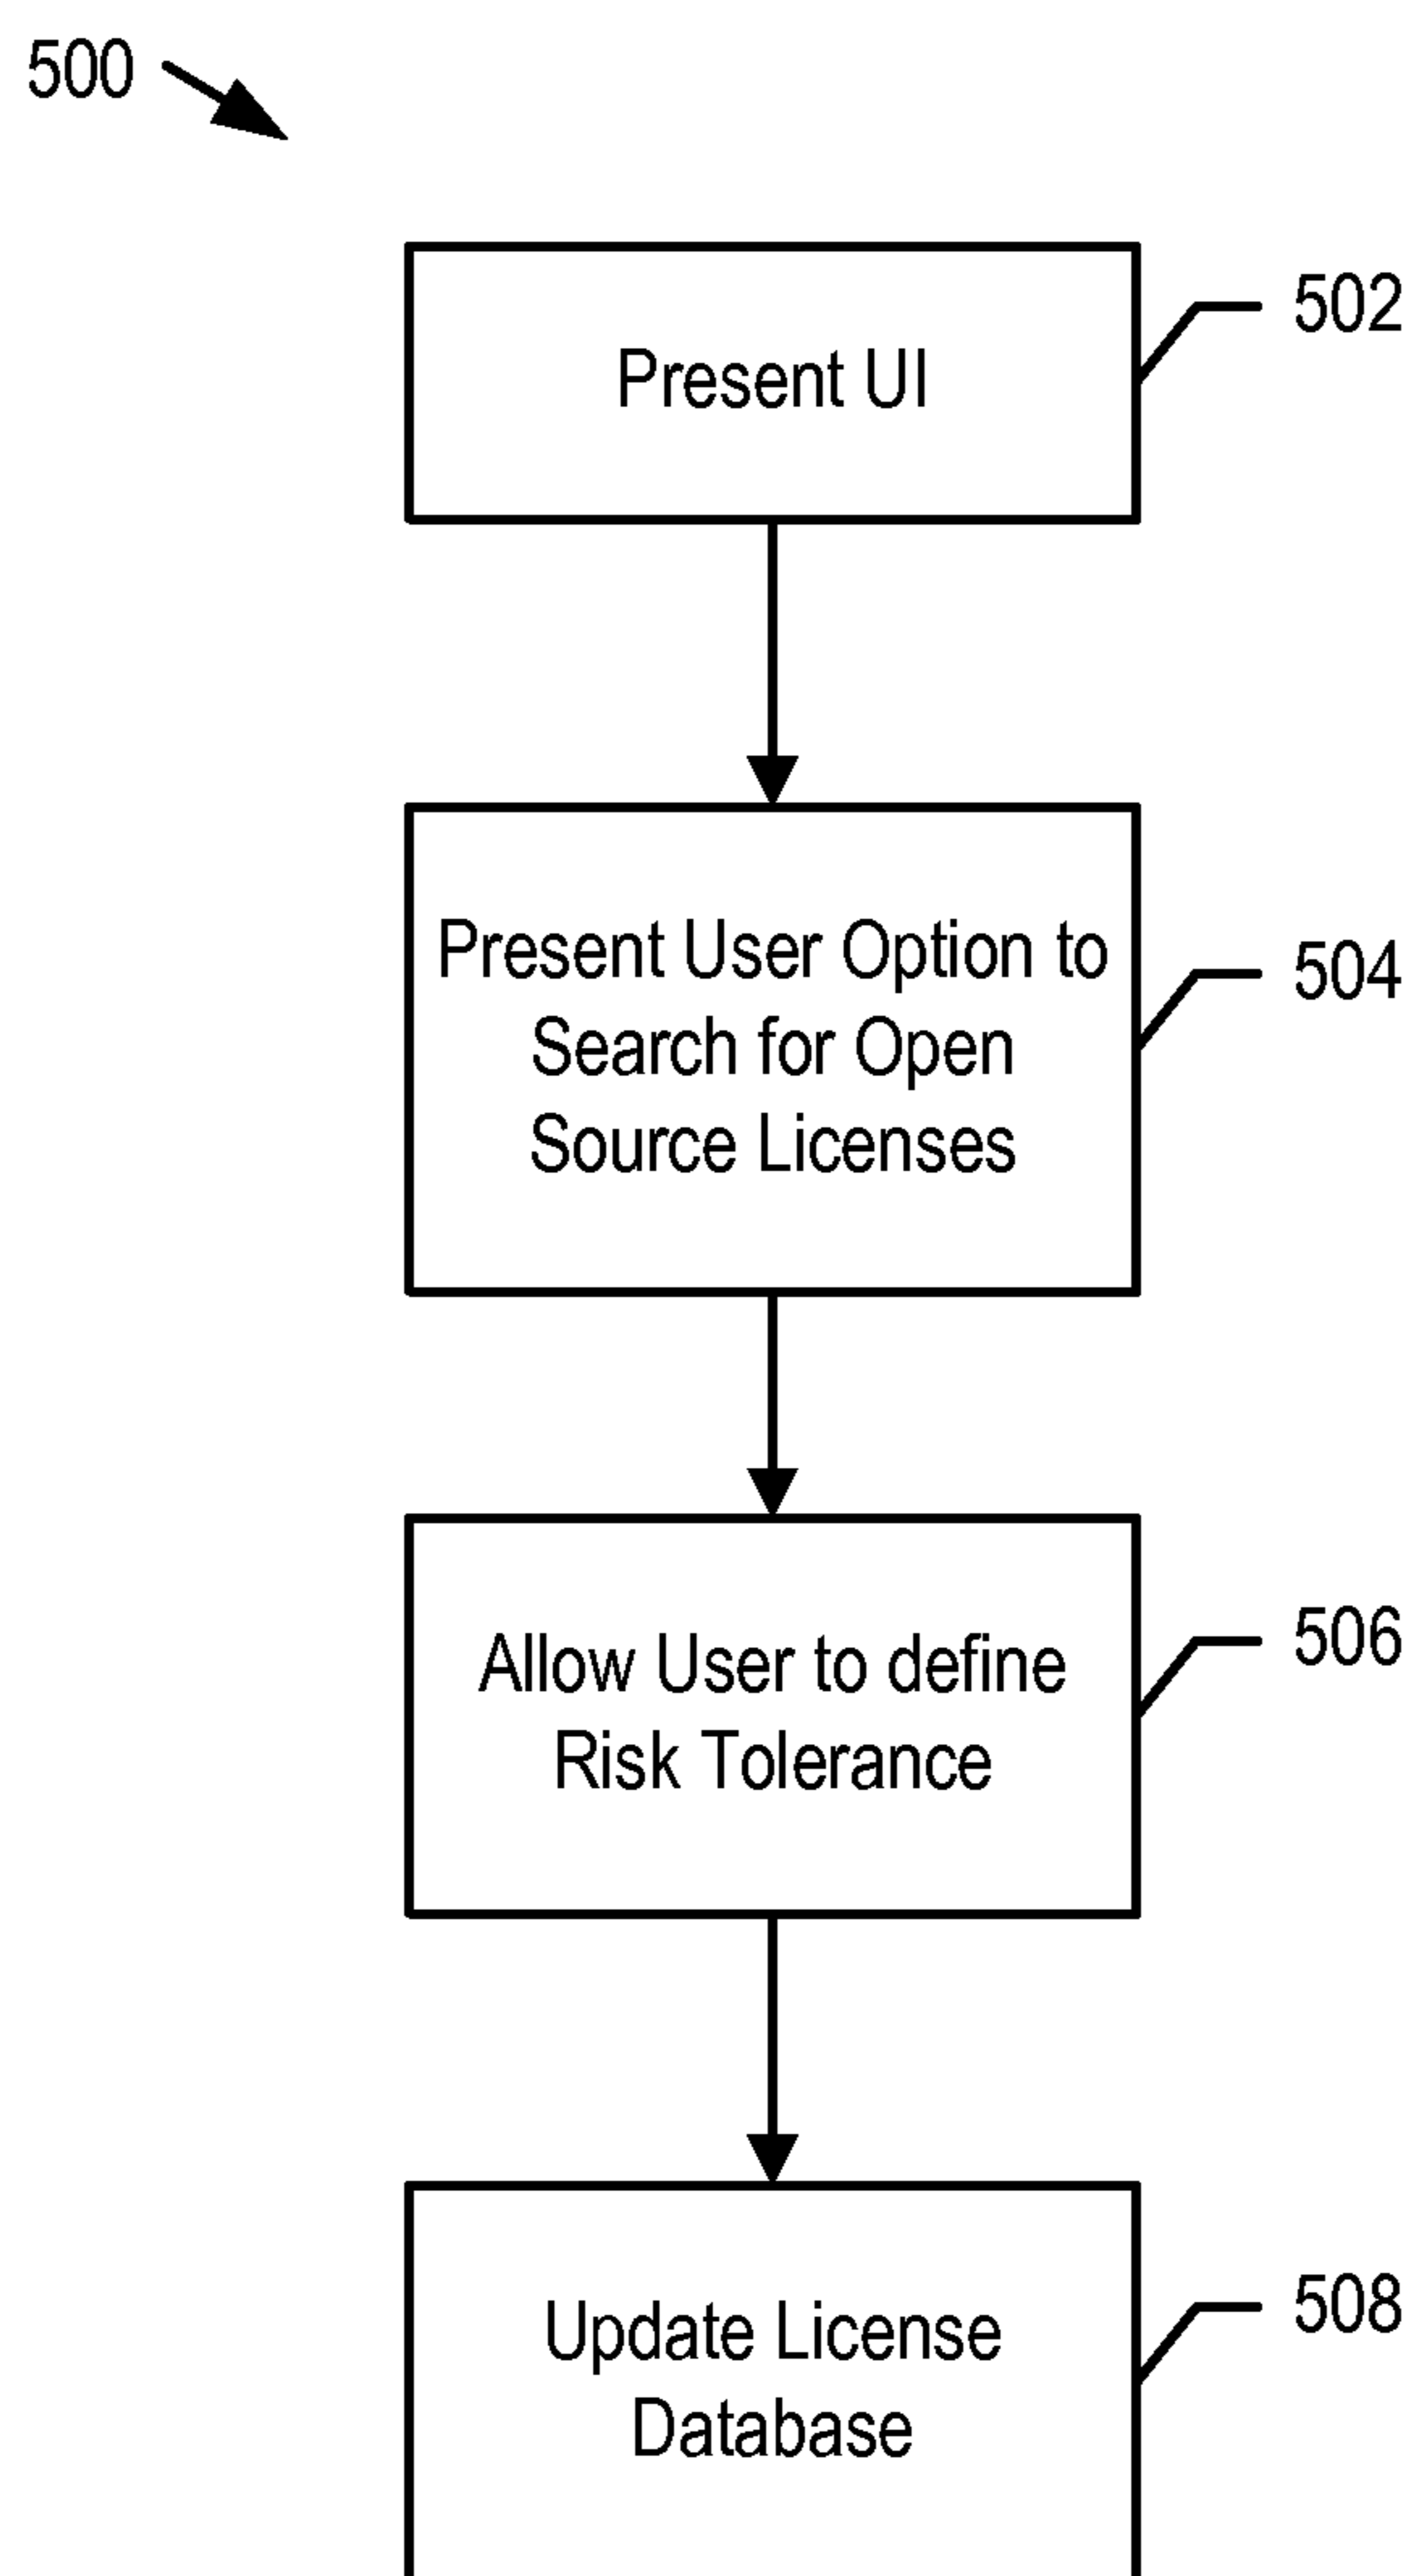 500
502
Present UI
504
Present User Option to
Search for Open
Source Licenses
506
Allow User to define
Risk Tolerance
508
Update License
Database